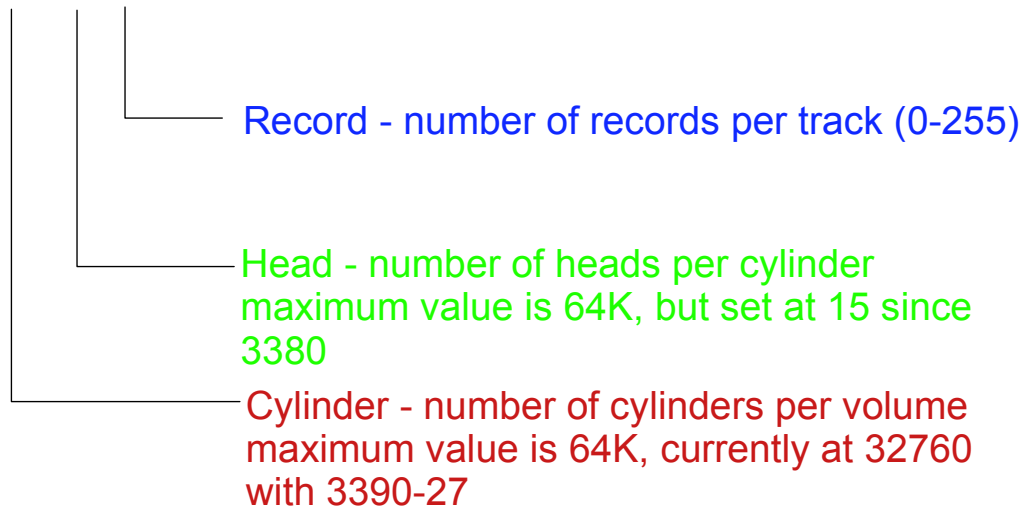 Record - number of records per track (0-255)
Head - number of heads per cylinder
maximum value is 64K, but set at 15 since
3380
Cylinder - number of cylinders per volume
maximum value is 64K, currently at 32760
with 3390-27